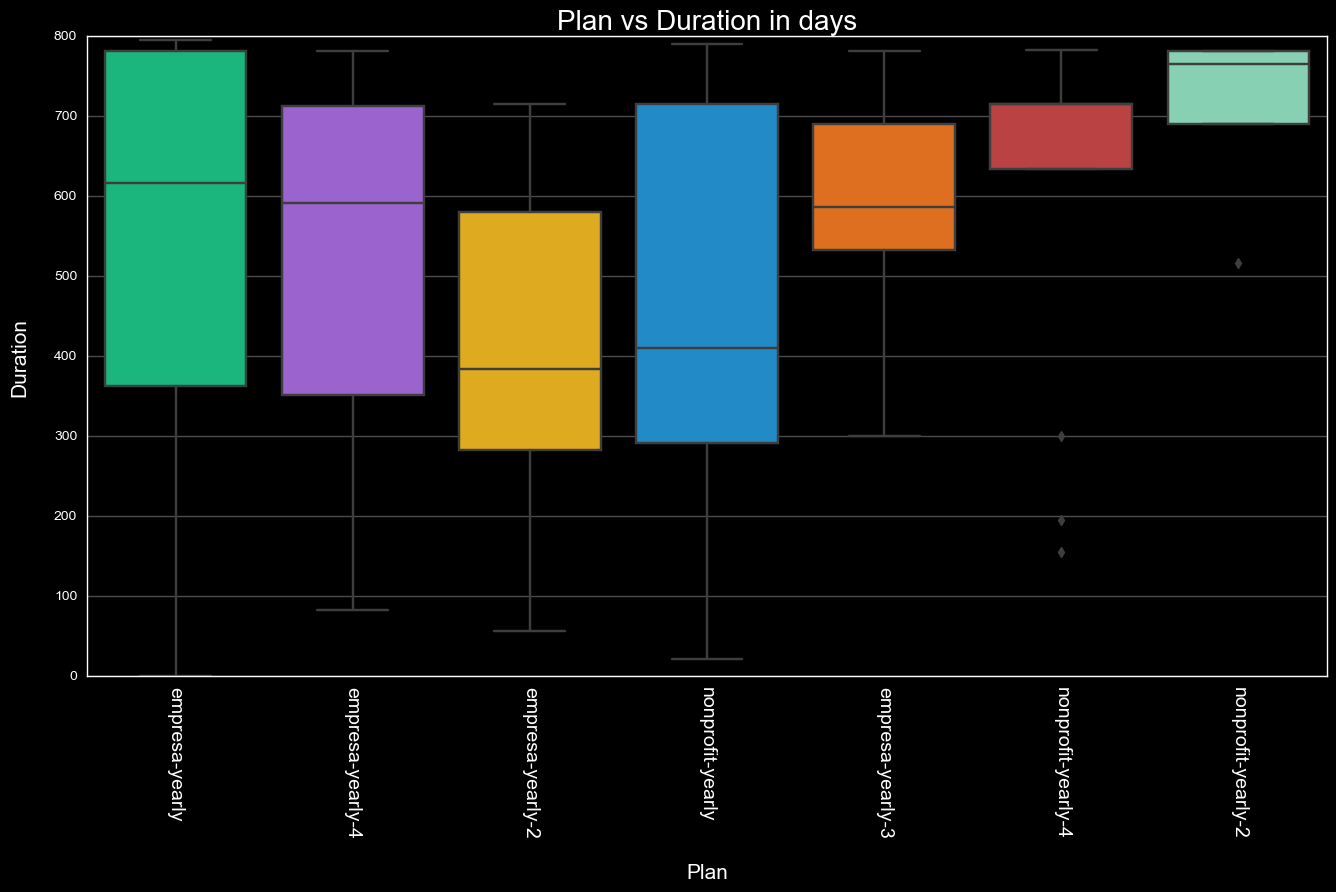 Plan vs Duration in days
800
700
600
500
400
300
200
100
0
Duration
empresa-yearly
empresa-yearly-4
empresa-yearly-2
nonprofit-yearly
empresa-yearly-3
nonprofit-yearly-4
nonprofit-yearly-2
Plan